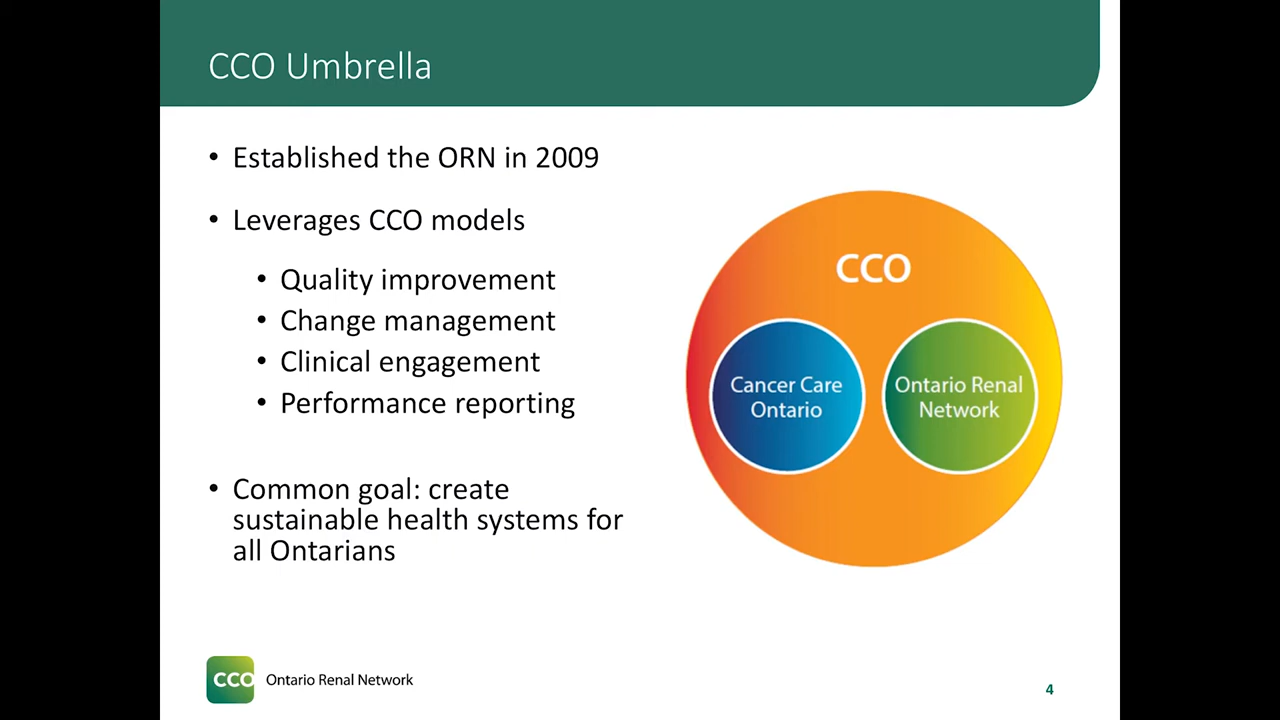 CCO Umbrella
• Established the ORN in 2009
• Leverages CCO models
• Quality improvement
• Change management
• Clinical engagement
• Performance reporting
• Common goal: create
sustainable health systems for
all Ontarians
CCO
Cancer Care
Ontario
Ontario Renal
Network
CCO Ontario Renal Network
4